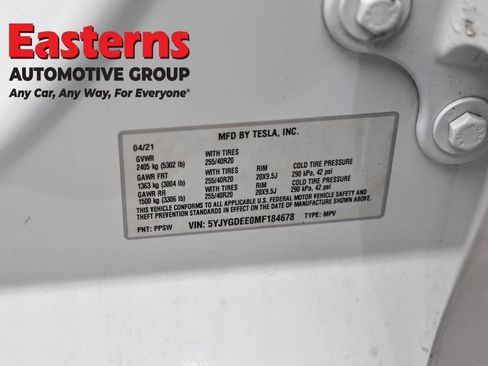 Easterns
AUTOMOTIVE GROUP
Any Car, Any Way, For Everyone®
MFD BY TESLA, INC.
04/21
GVWR WITH TIRES
2405 kg (5302 lb) 255/40R20 RIM COLD TIRE PRESSURE
GAWR FRT WITH TIRES
1363 kg (3004 lb) 255/40R20 20X9.5J 290 kPa, 42 psi
GAWR RR WITH TIRES RIM COLD TIRE PRESSURE
1500 kg (3306 lb) 255/40R20 20X9.5J 290 kPa, 42 psi
THIS VEHICLE CONFORMS TO ALL APPLICABLE U.S. FEDERAL MOTOR VEHICLE SAFETY AND
THEFT PREVENTION STANDARDS IN EFFECT ON THE DATE OF MANUFACTURE SHOWN ABOVE.
PNT: PPSW VIN: 5YJYGDEE0MF184678 TYPE: MPV